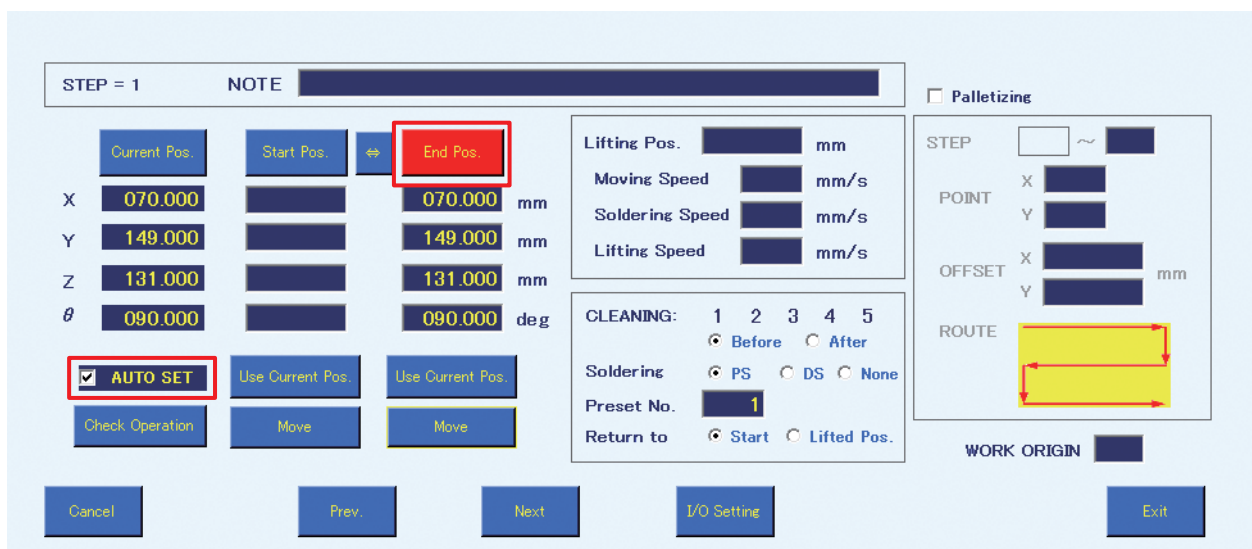 STEP = 1 NOTE
Palletizing
Current Pos. Start Pos. ⇔ End Pos.
X 070.000 070.000 mm
Y 149.000 149.000 mm
Z 131.000 131.000 mm
θ 090.000 090.000 deg
AUTO SET Use Current Pos. Use Current Pos.
Check Operation Move Move
Lifting Pos. mm
Moving Speed mm/s
Soldering Speed mm/s
Lifting Speed mm/s
CLEANING: 1 2 3 4 5
Before After
Soldering PS DS None
Preset No. 1
Return to Start Lifted Pos.
STEP ~
POINT X
Y
OFFSET X
Y mm
ROUTE
WORK ORIGIN
Cancel Prev. Next I/O Setting Exit